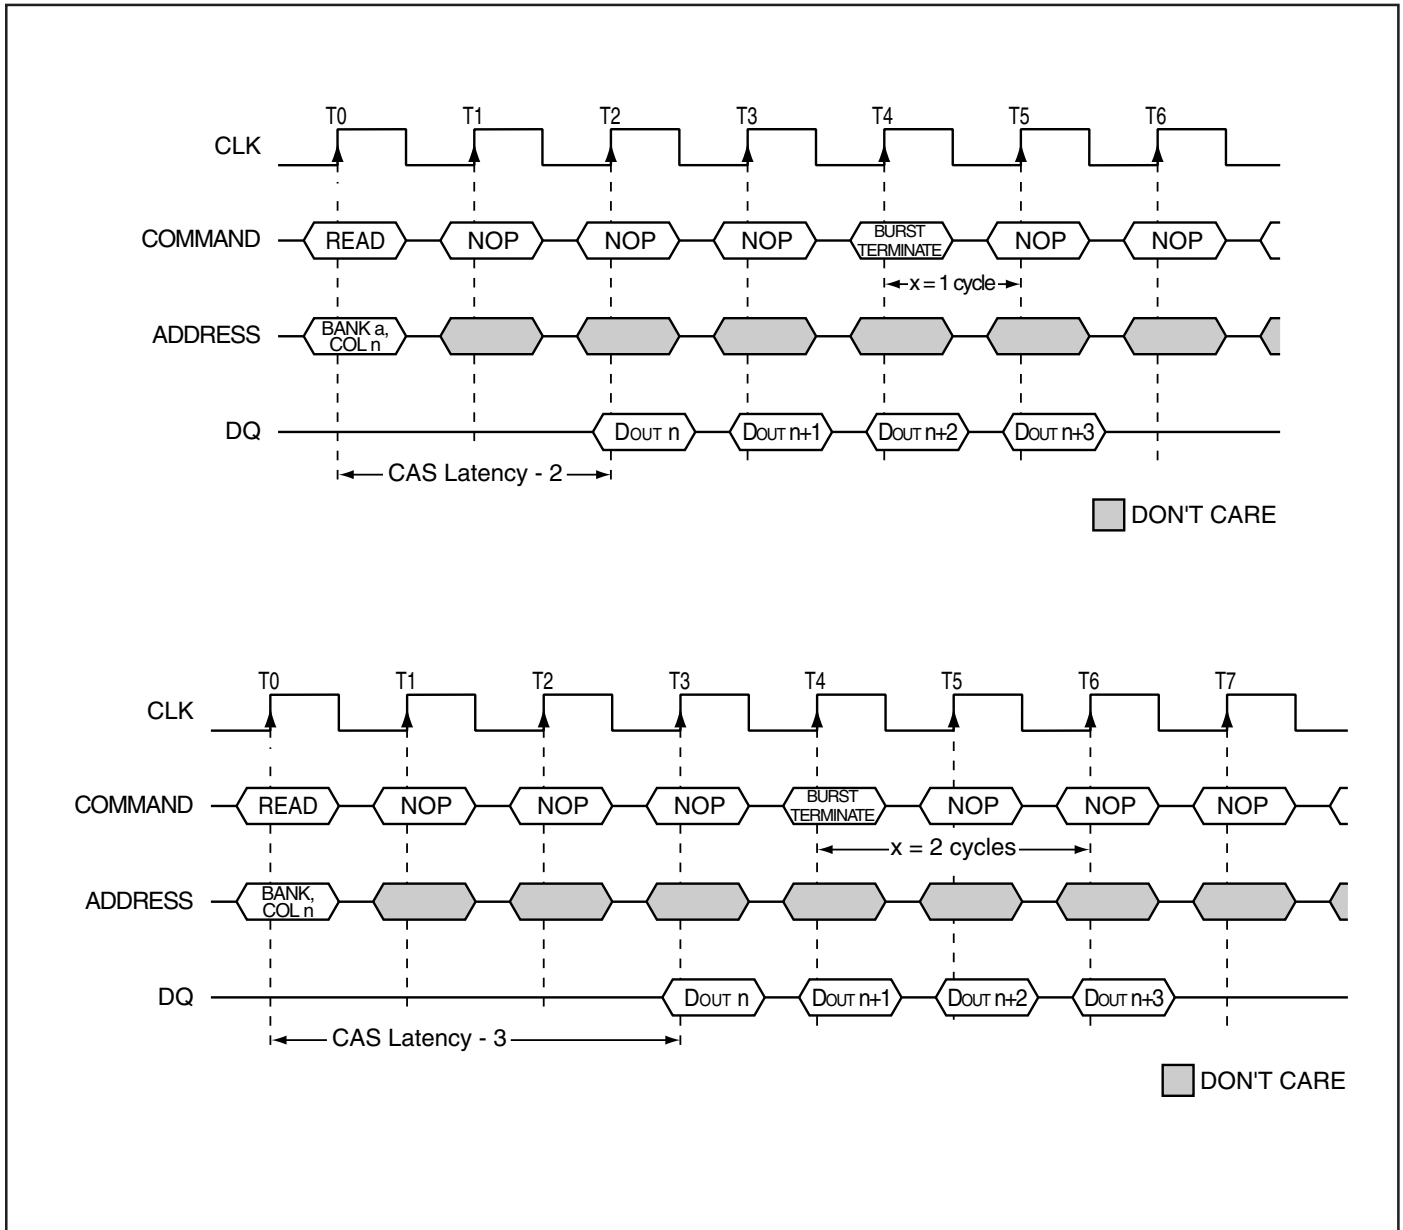 T0 T1 T2 T3 T4 T5 T6
CLK
COMMAND READ NOP NOP NOP BURST TERMINATE NOP NOP
x = 1 cycle
ADDRESS BANK a, COL n
DQ DOUT n DOUT n+1 DOUT n+2 DOUT n+3
CAS Latency - 2
DON'T CARE
T0 T1 T2 T3 T4 T5 T6 T7
CLK
COMMAND READ NOP NOP NOP BURST TERMINATE NOP NOP NOP
x = 2 cycles
ADDRESS BANK, COL n
DQ DOUT n DOUT n+1 DOUT n+2 DOUT n+3
CAS Latency - 3
DON'T CARE